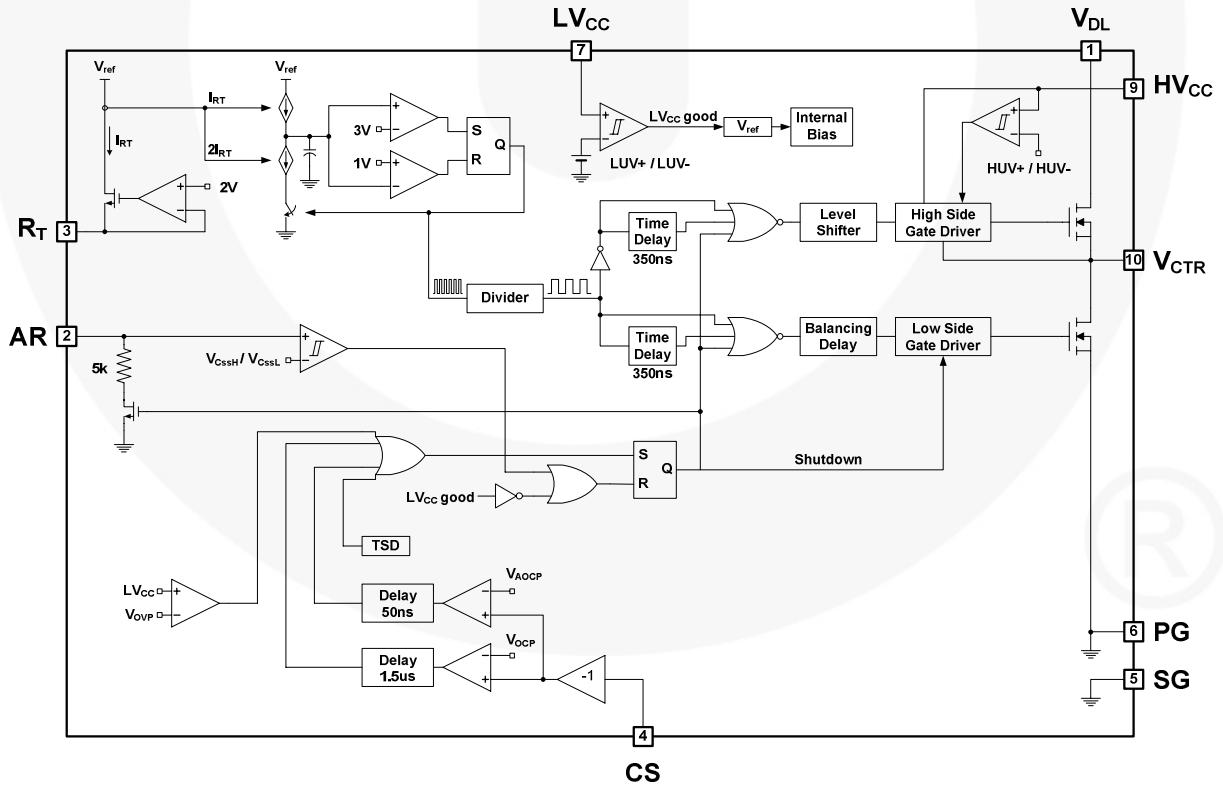 LVCC
VDL
7
1
Vref
Vref
HVCC
9
IRT
IRT
2IRT
3V
1V
+
−
+
−
S
R
Q
+
−
LVCC good
Vref
Internal
Bias
LUV+ / LUV-
+
−
HUV+ / HUV-
+
−
2V
RT
3
Time
Delay
350ns
Level
Shifter
High Side
Gate Driver
10
VCTR
Divider
AR
2
5k
+
−
VCssH / VCssL
Time
Delay
350ns
Balancing
Delay
Low Side
Gate Driver
S
R
Q
Shutdown
LVCC good
TSD
LVCC
VOVP
+
−
Delay
50ns
−
+
VAOCP
Delay
1.5us
−
+
VOCP
-1
6
PG
5
SG
4
CS
®